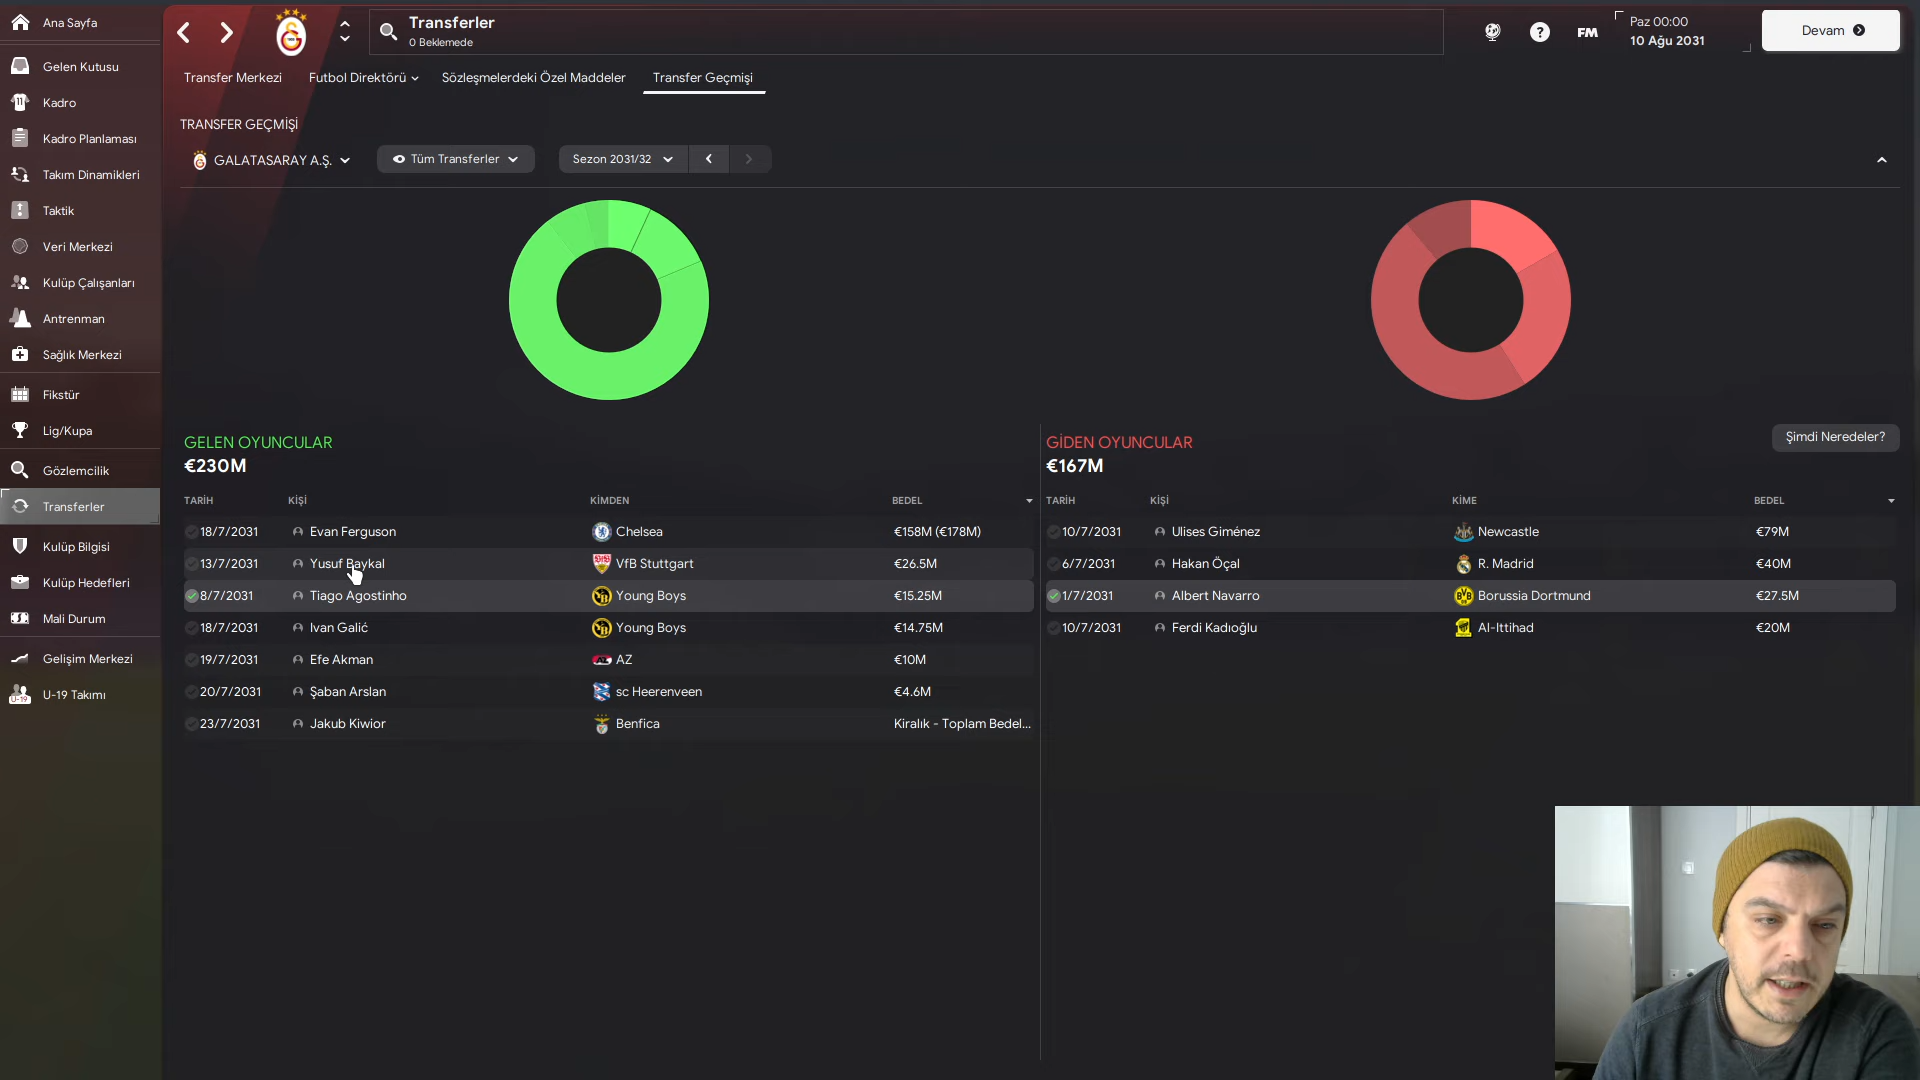 Ana Sayfa
Gelen Kutusu
Kadro
Kadro Planlaması
Takım Dinamikleri
Taktik
Veri Merkezi
Kulüp Çalışanları
Antrenman
Sağlık Merkezi
Fikstür
Lig/Kupa
Gözlemcilik
Transferler
Kulüp Bilgisi
Kulüp Hedefleri
Mali Durum
Gelişim Merkezi
U-19 Takımı
Transferler
0 Beklemede
FM
Paz 00:00
10 Ağu 2031
Devam
Transfer Merkezi Futbol Direktörü Sözleşmelerdeki Özel Maddeler Transfer Geçmişi
TRANSFER GEÇMİŞİ
GALATASARAY A.Ş. Tüm Transferler Sezon 2031/32
GELEN OYUNCULAR
€230M
TARİH KİŞİ KİMDEN BEDEL
18/7/2031 Evan Ferguson Chelsea €158M (€178M)
13/7/2031 Yusuf Baykal VfB Stuttgart €26.5M
8/7/2031 Tiago Agostinho Young Boys €15.25M
18/7/2031 Ivan Galić Young Boys €14.75M
19/7/2031 Efe Akman AZ €10M
20/7/2031 Şaban Arslan sc Heerenveen €4.6M
23/7/2031 Jakub Kiwior Benfica Kiralık - Toplam Bedel...
GİDEN OYUNCULAR
€167M
Şimdi Neredeler?
TARİH KİŞİ KİME BEDEL
10/7/2031 Ulises Giménez Newcastle €79M
6/7/2031 Hakan Öçal R. Madrid €40M
1/7/2031 Albert Navarro Borussia Dortmund €27.5M
10/7/2031 Ferdi Kadıoğlu Al-Ittihad €20M